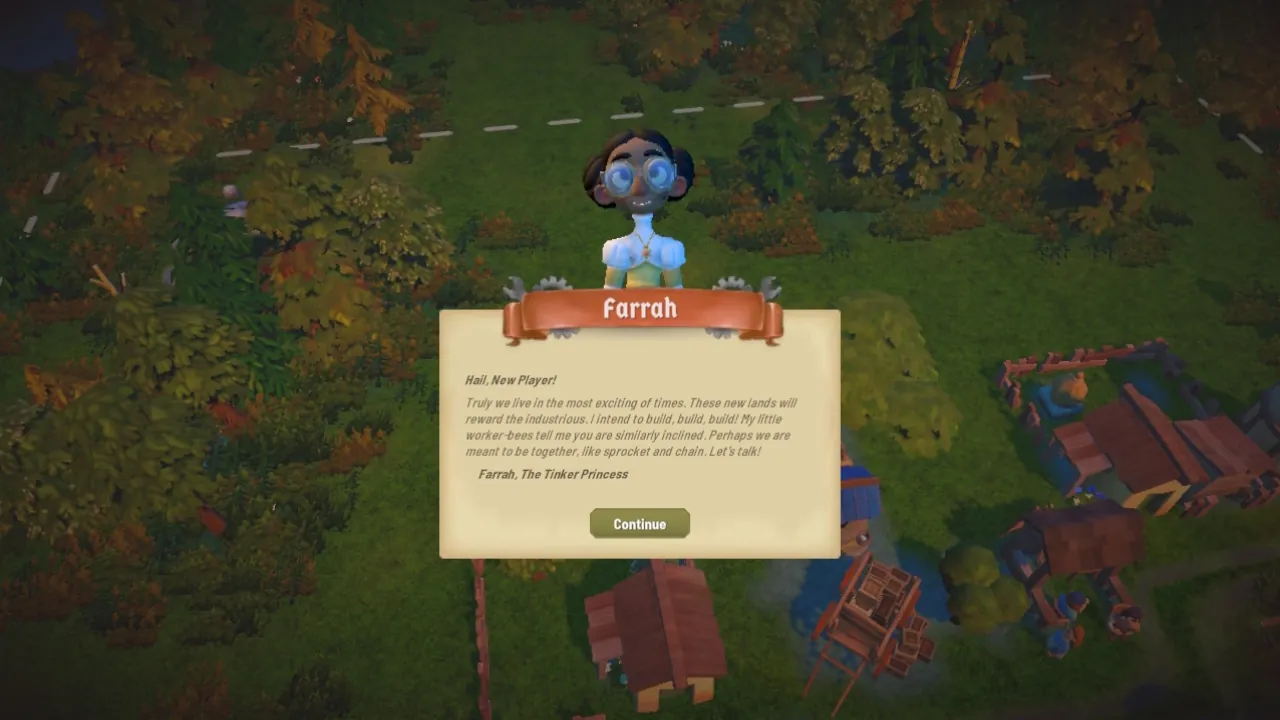 Farrah
Hail, New Player!
Truly we live in the most exciting of times. These new lands will
reward the industrious. I intend to build, build, build! My little
worker-bees tell me you are similarly inclined. Perhaps we are
meant to be together, like sprocket and chain. Let's talk!
Farrah, The Tinker Princess
Continue